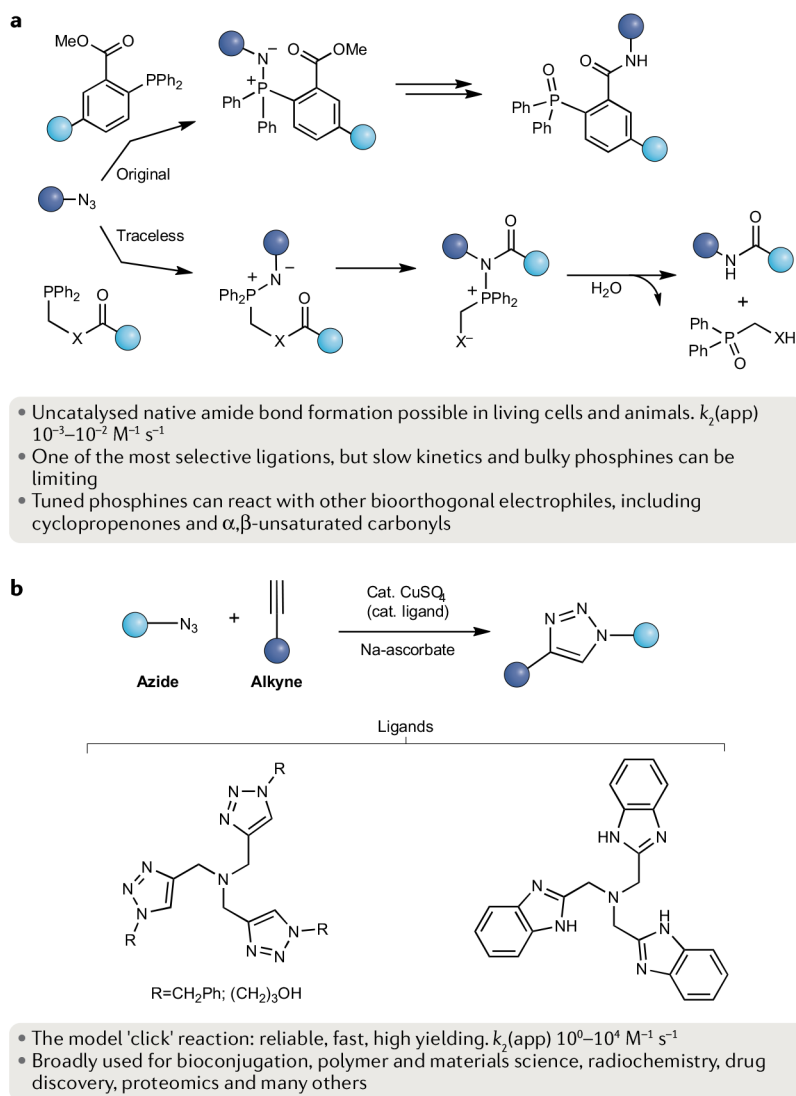 a
MeO
O
PPh2
N–
+
P
Ph
Ph
O
OMe
O
NH
O
P
Ph
Ph
Original
N3
Traceless
PPh2
O
X
+
Ph2P
N
–
O
X
O
N
+
PPh2
X–
H2O
O
N
H
+
Ph
Ph
P
O
XH
• Uncatalysed native amide bond formation possible in living cells and animals. k2(app)
10−3–10−2 M−1 s−1
• One of the most selective ligations, but slow kinetics and bulky phosphines can be
limiting
• Tuned phosphines can react with other bioorthogonal electrophiles, including
cyclopropenones and α,β-unsaturated carbonyls
b
N3
+
Cat. CuSO4
(cat. ligand)
Na-ascorbate
N
N
N
Azide
Alkyne
Ligands
R
N
N
N
N
N
N
R
N
N
N
N
R
R=CH2Ph; (CH2)3OH
HN
N
N
NH
N
H
N
N
• The model 'click' reaction: reliable, fast, high yielding. k2(app) 100–104 M−1 s−1
• Broadly used for bioconjugation, polymer and materials science, radiochemistry, drug
discovery, proteomics and many others